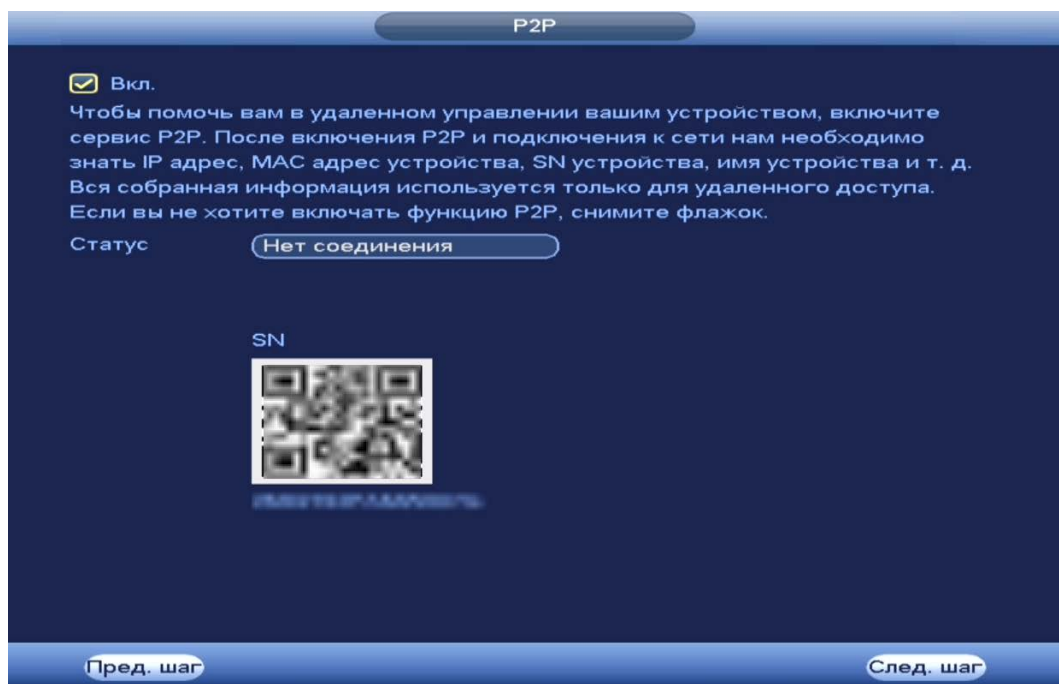 P2P
Вкл.
Чтобы помочь вам в удаленном управлении вашим устройством, включите
сервис P2P. После включения P2P и подключения к сети нам необходимо
знать IP адрес, MAC адрес устройства, SN устройства, имя устройства и т. д.
Вся собранная информация используется только для удаленного доступа.
Если вы не хотите включать функцию P2P, снимите флажок.
Статус Нет соединения
SN
Пред. шаг След. шаг